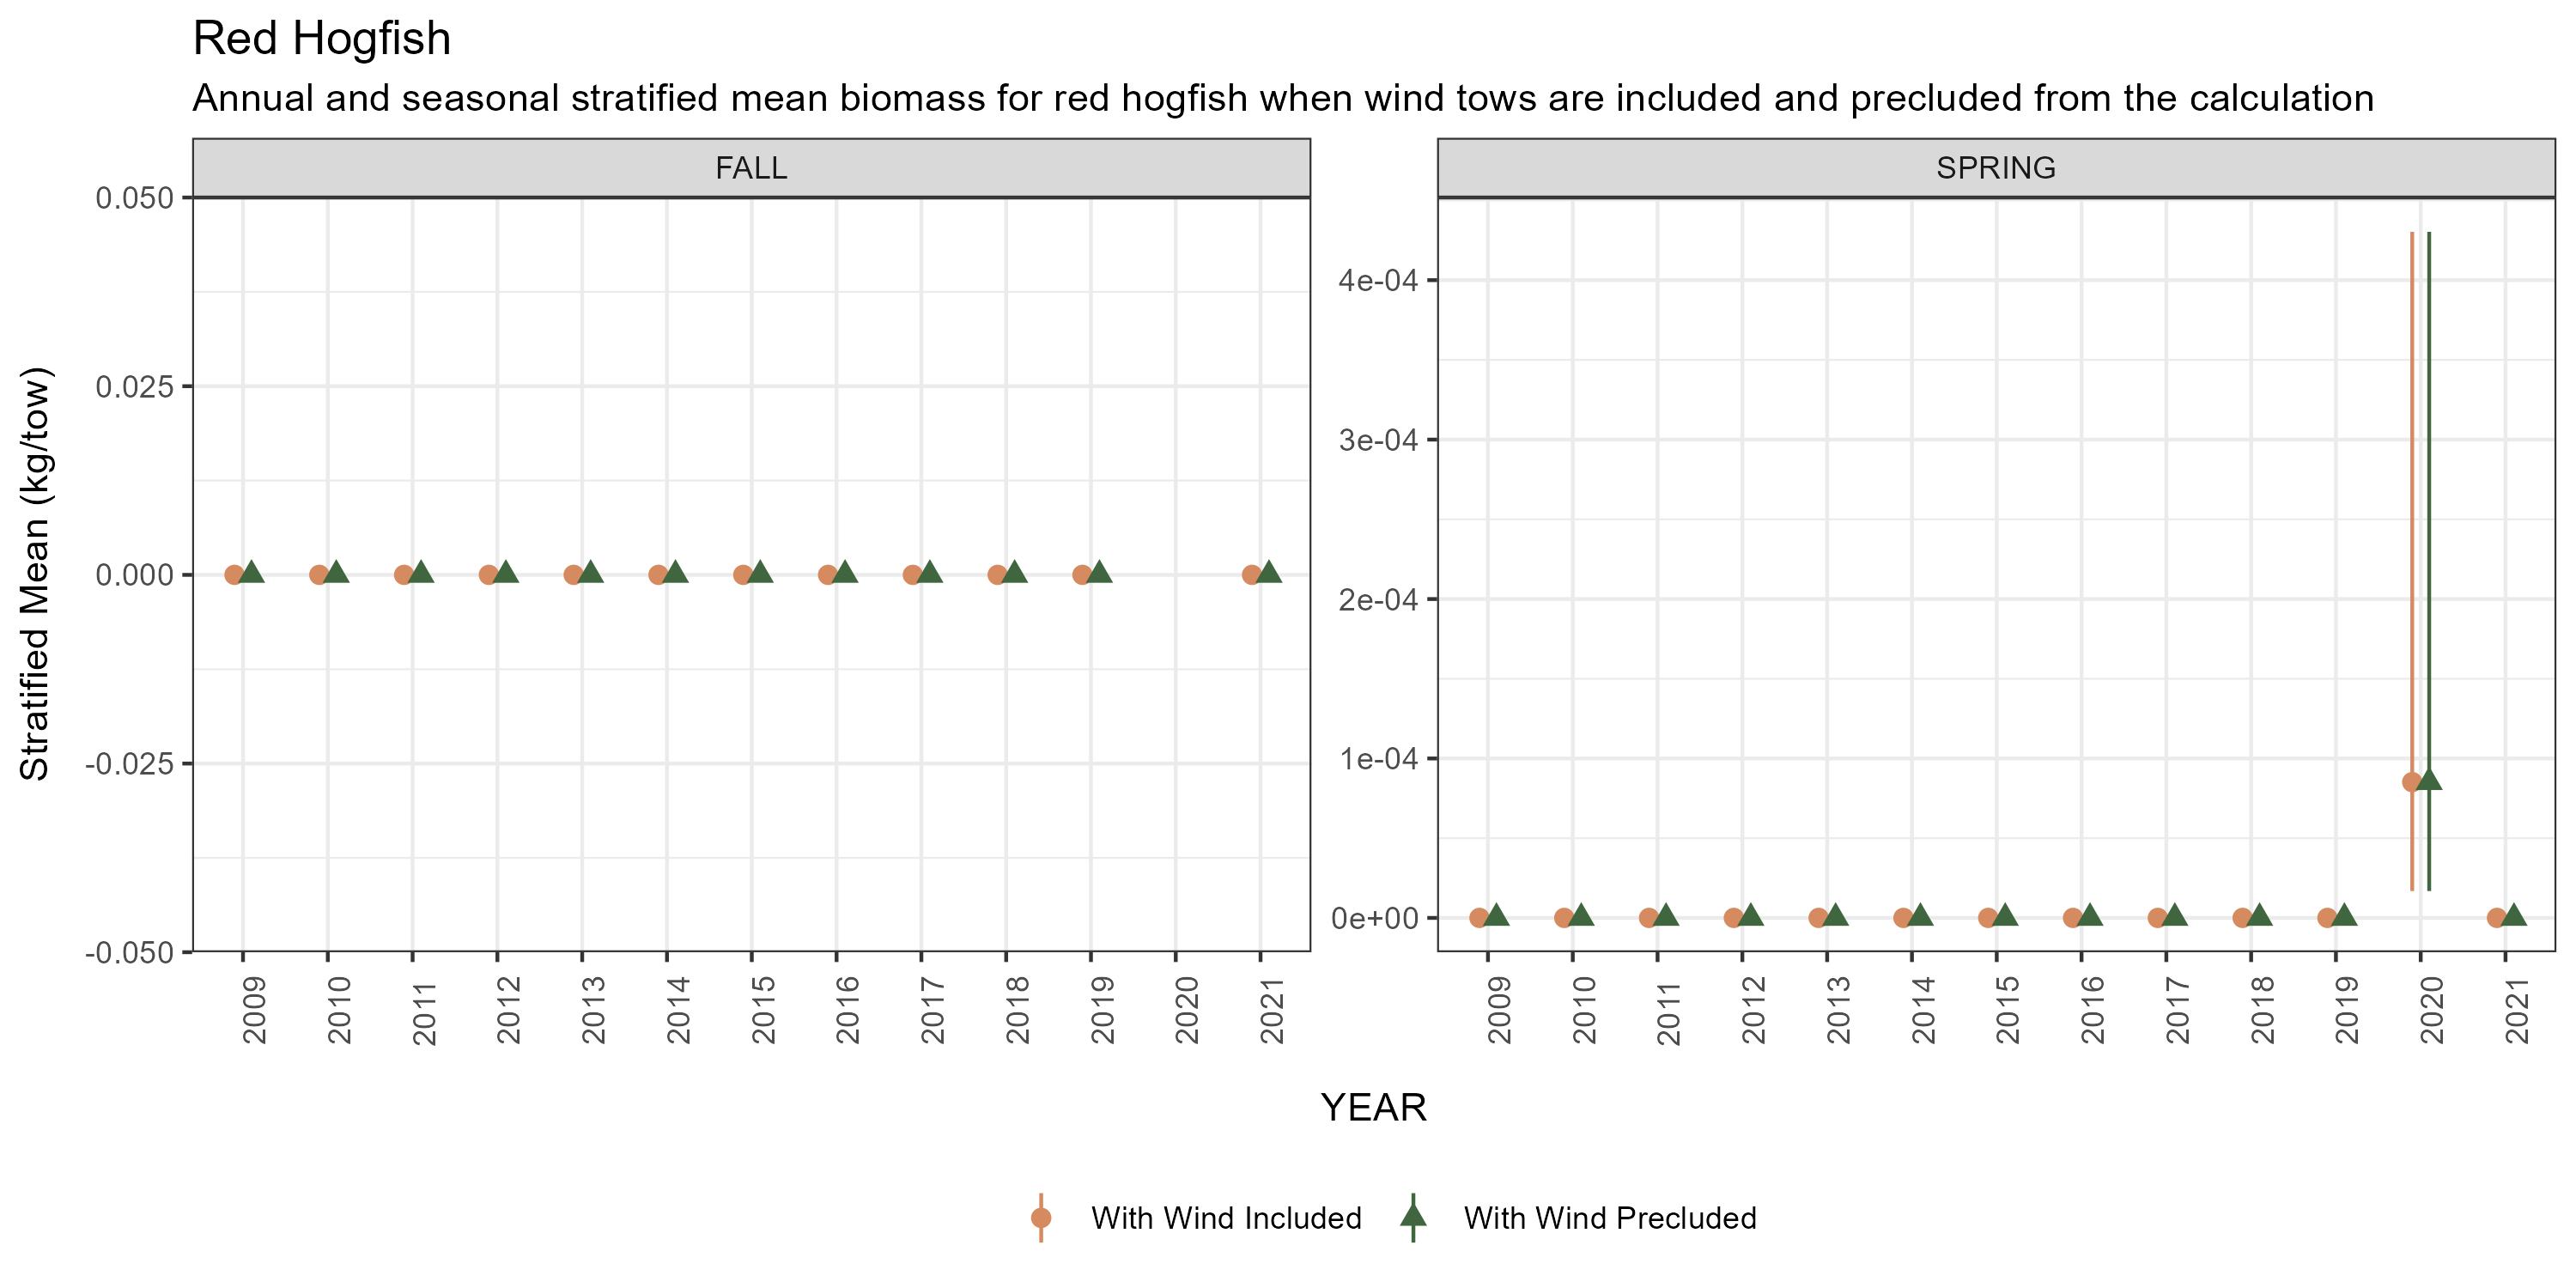 Red Hogfish
Annual and seasonal stratified mean biomass for red hogfish when wind tows are included and precluded from the calculation
FALL
SPRING
Stratified Mean (kg/tow)
0.050
0.025
0.000
-0.025
-0.050
4e-04
3e-04
2e-04
1e-04
0e+00
2009
2010
2011
2012
2013
2014
2015
2016
2017
2018
2019
2020
2021
2009
2010
2011
2012
2013
2014
2015
2016
2017
2018
2019
2020
2021
YEAR
With Wind Included
With Wind Precluded